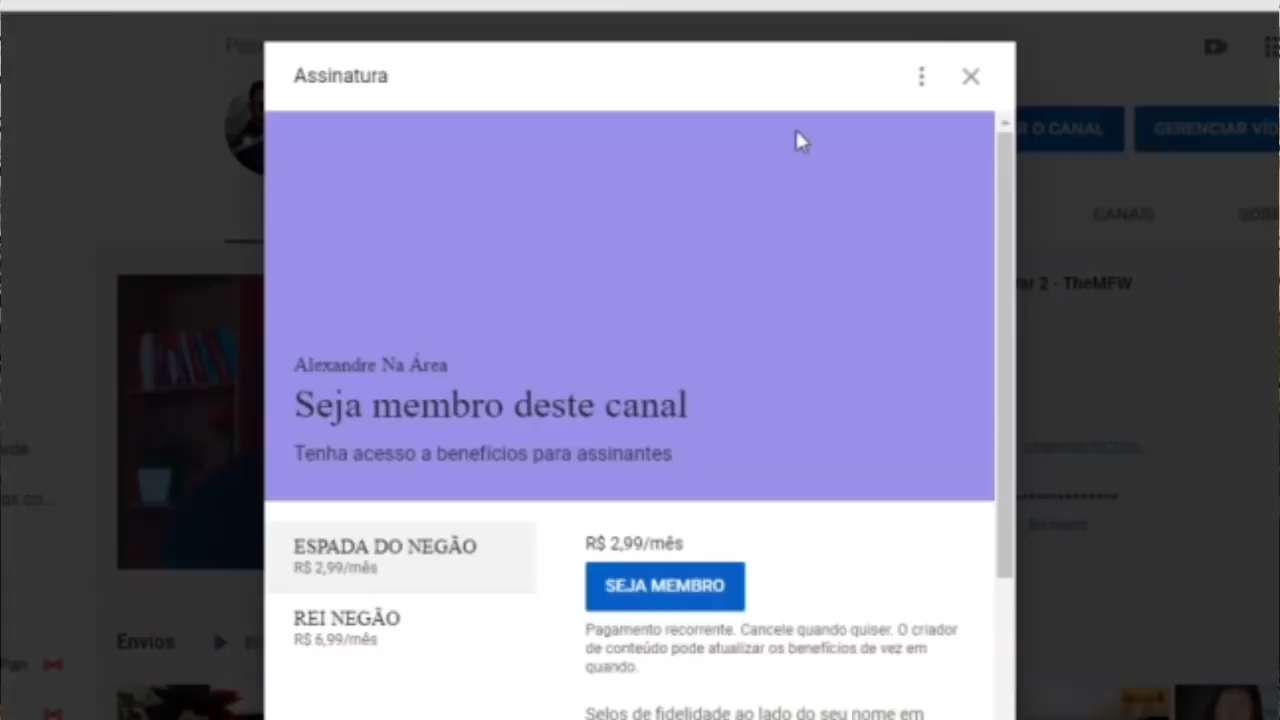 Assinatura
O CANAL
GERENCIAR
CANAIS
2 - TheMFW
Alexandre Na Área
Seja membro deste canal
Tenha acesso a benefícios para assinantes
ESPADA DO NEGÃO
R$ 2,99/mês
REI NEGÃO
R$ 6,99/mês
R$ 2,99/mês
SEJA MEMBRO
Pagamento recorrente. Cancele quando quiser. O criador
de conteúdo pode atualizar os benefícios de vez em
quando.
Envios
Selos de fidelidade ao lado do seu nome em